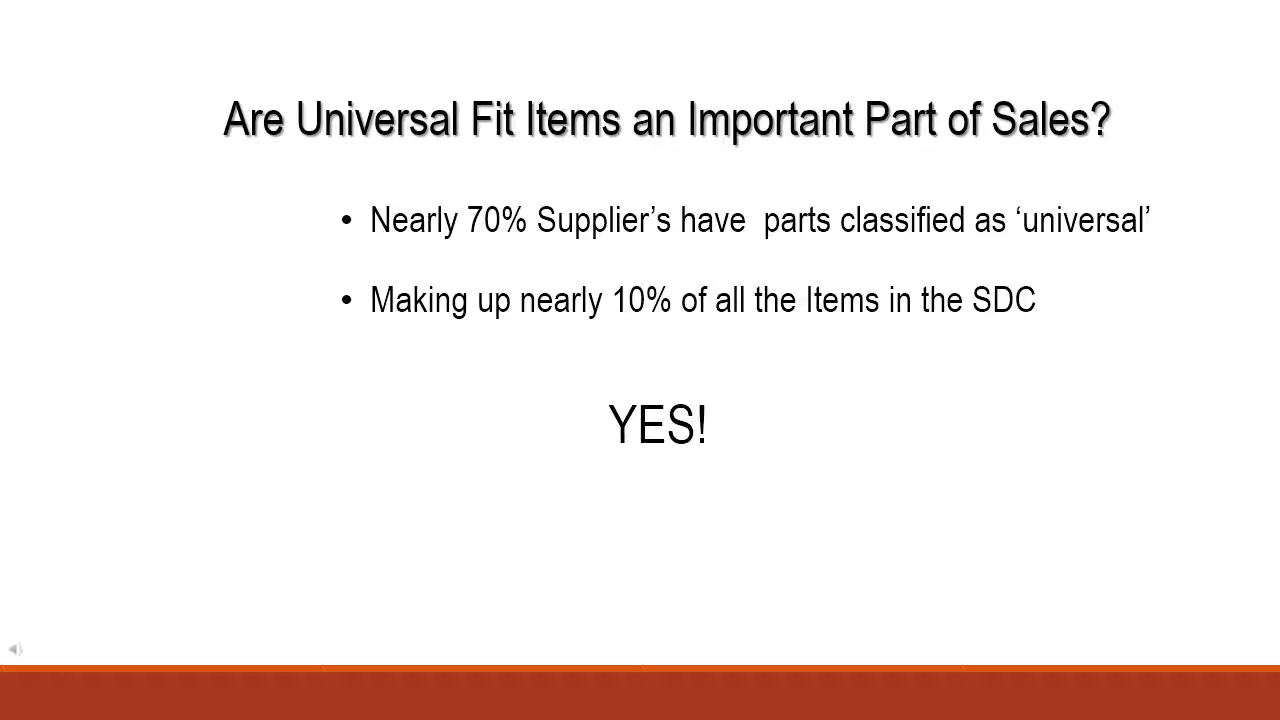 Are Universal Fit Items an Important Part of Sales?
• Nearly 70% Supplier’s have  parts classified as ‘universal’
• Making up nearly 10% of all the Items in the SDC
YES!